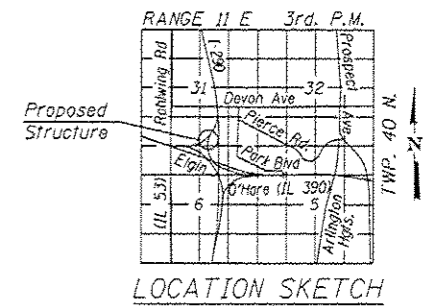 RANGE 11 E 3rd. P.M.
Rohlwing Rd
I-290
Prospect Ave
31
32
Devon Ave
Proposed
Structure
Pierce Rd.
Park Blvd
Elgin
O'Hare (IL 390)
(IL 53)
6
5
Arlington
Hgts.
TWP. 40 N.
N
LOCATION SKETCH